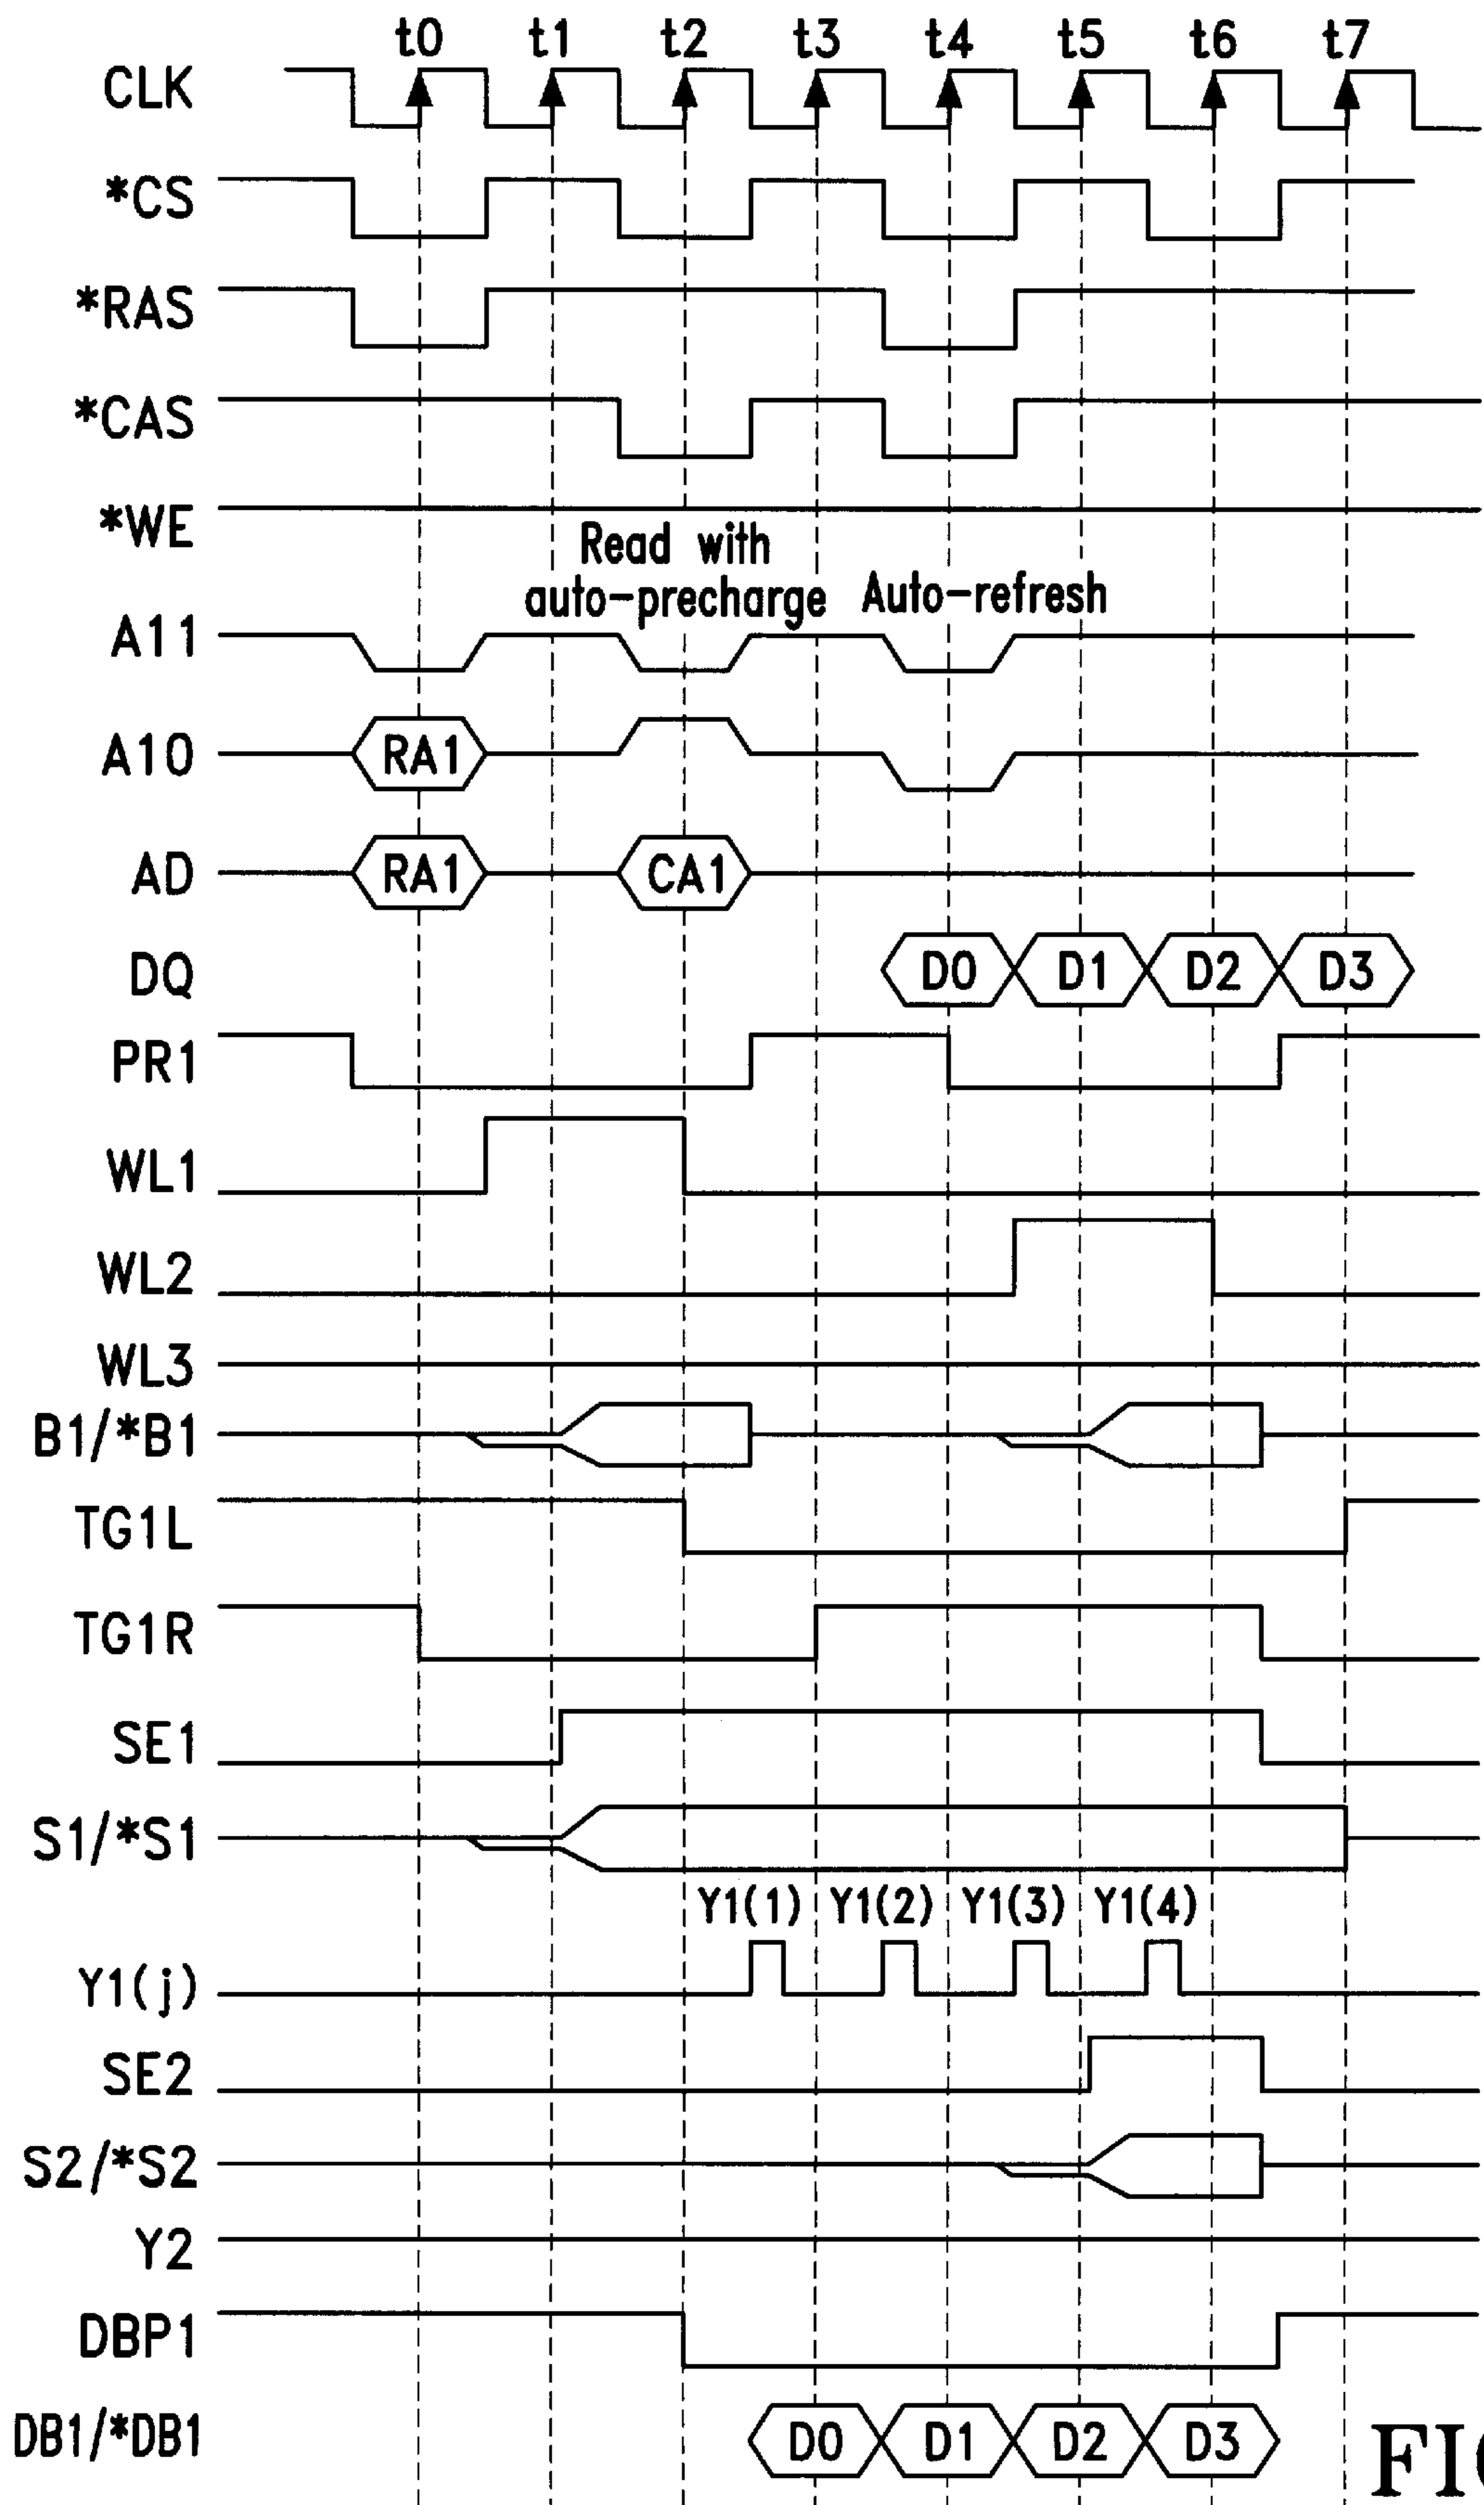 t0 t1 t2 t3 t4 t5 t6 t7
CLK
*CS
*RAS
*CAS
*WE
Read with
auto-precharge Auto-refresh
A11
A10 RA1
AD RA1 CA1
DQ D0 D1 D2 D3
PR1
WL1
WL2
WL3
B1/*B1
TG1L
TG1R
SE1
S1/*S1
Y1(1) Y1(2) Y1(3) Y1(4)
Y1(j)
SE2
S2/*S2
Y2
DBP1
DB1/*DB1 D0 D1 D2 D3